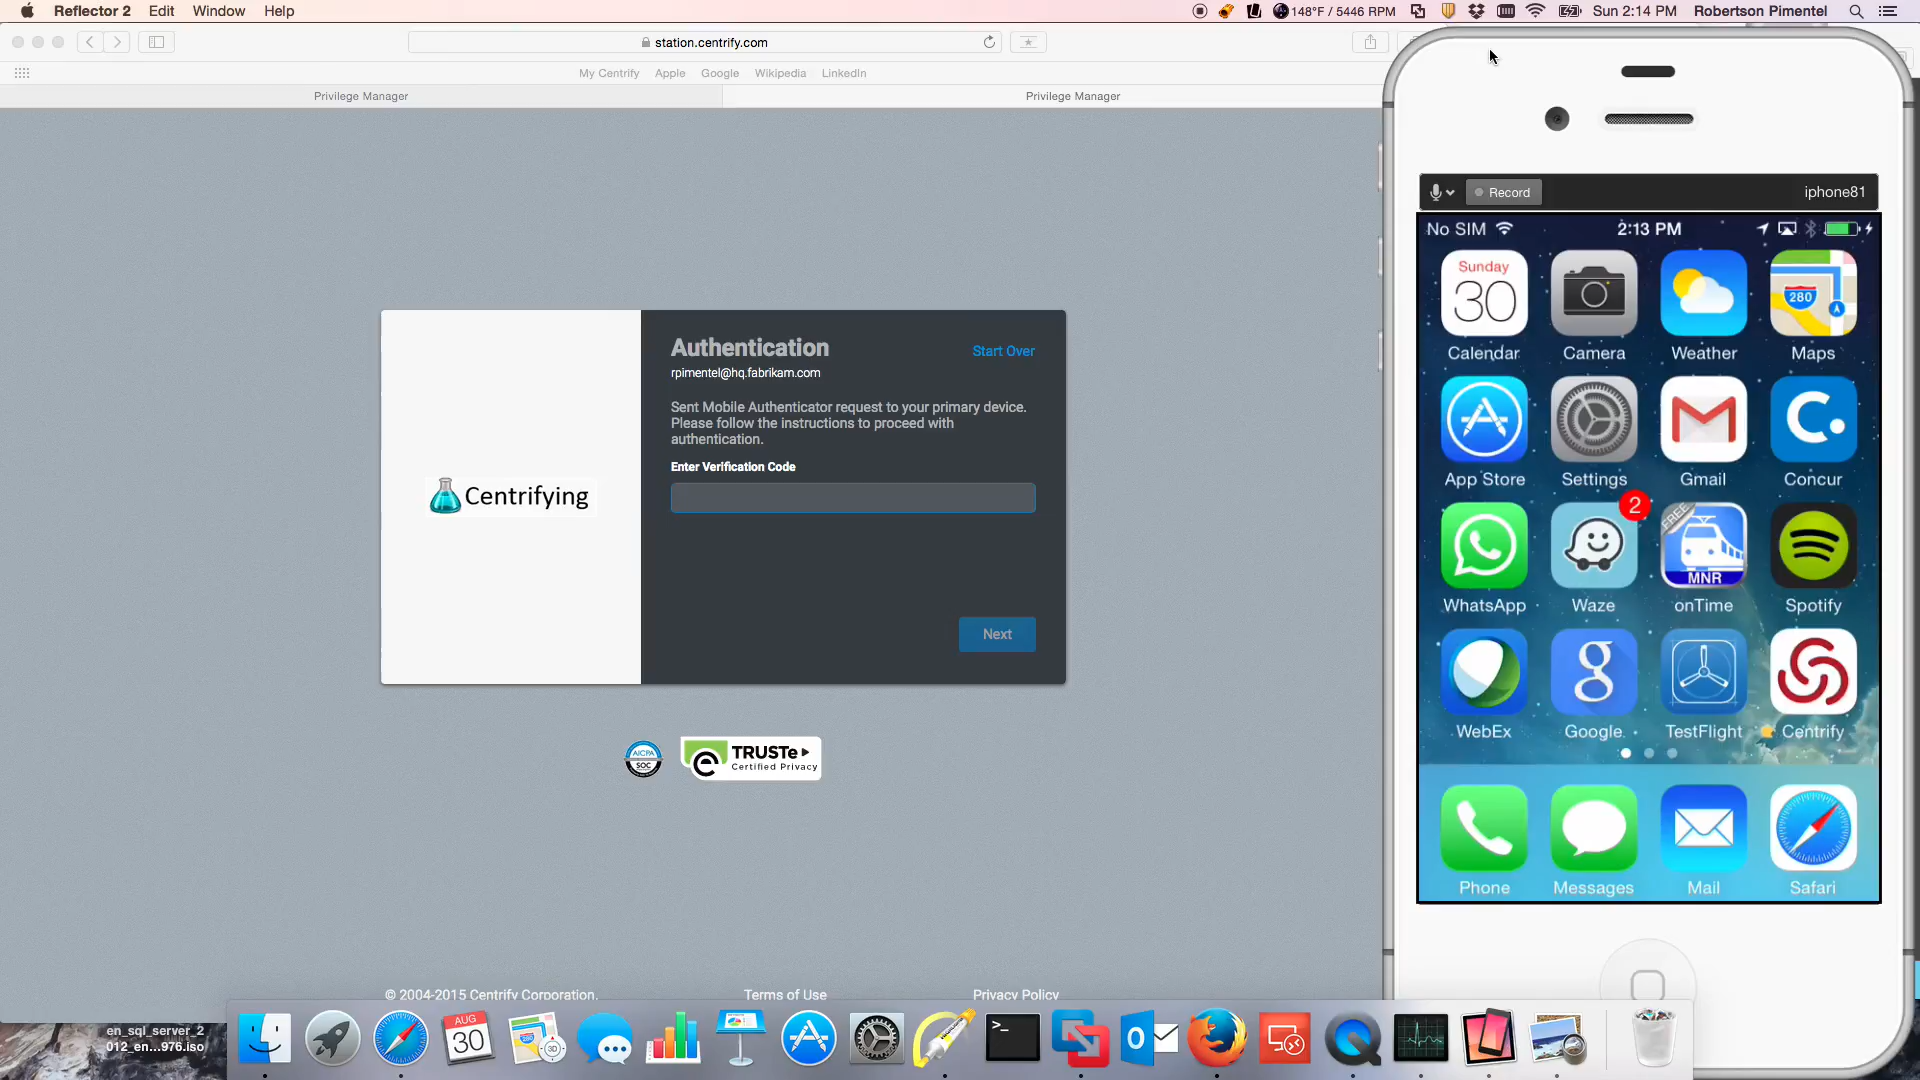 Reflector 2 Edit Window Help
148°F / 5446 RPM Sun 2:14 PM Robertson Pimentel
station.centrify.com
My Centrify Apple Google Wikipedia LinkedIn
Privilege Manager Privilege Manager
Record iphone81
No SIM 2:13 PM
Sunday
30
280
Calendar Camera Weather Maps
App Store Settings Gmail Concur
2
FREE
MNR
WhatsApp Waze onTime Spotify
WebEx Google TestFlight Centrify
Phone Messages Mail Safari
Centrifying
Authentication Start Over
rpimentel@hq.fabrikam.com
Sent Mobile Authenticator request to your primary device.
Please follow the instructions to proceed with
authentication.
Enter Verification Code
Next
AICPA
SOC
TRUSTe
Certified Privacy
© 2004-2015 Centrify Corporation. Terms of Use Privacy Policy
en_sql_server_2
012_en...976.iso
AUG
30
3D